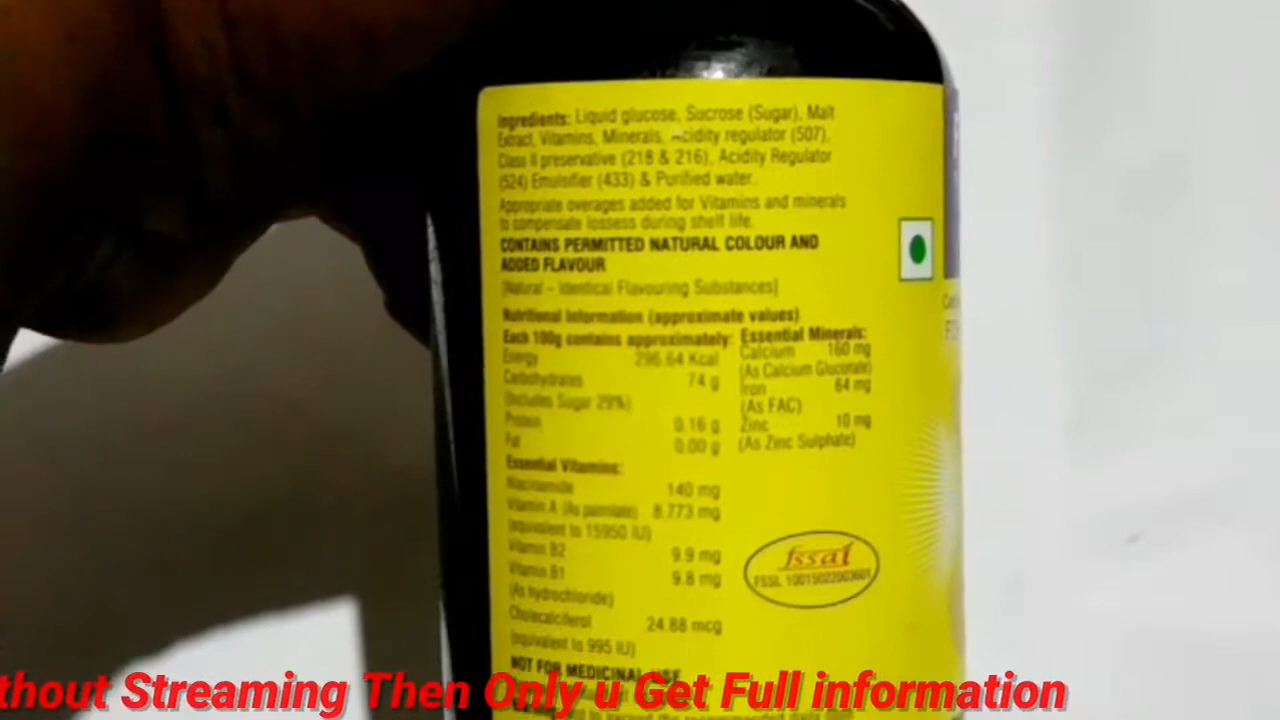 Ingredients: Liquid glucose, Sucrose (Sugar), Malt
Extract, Vitamins, Minerals, Acidity regulator (507),
Class II preservative (218 & 216), Acidity Regulator
(524) Emulsifier (433) & Purified water.
Appropriate overages added for Vitamins and minerals
to compensate lossess during shelf life.
CONTAINS PERMITTED NATURAL COLOUR AND
ADDED FLAVOUR
[Natural – Identical Flavouring Substances]
Nutritional Information (approximate values)
Each 100g contains approximately:
Energy 296.64 Kcal
Carbohydrates 74 g
(Includes Sugar 29%)
Protein 0.16 g
Fat 0.00 g
Essential Vitamins:
Niacinamide 140 mg
Vitamin A (As palmitate) 8.773 mg
(equivalent to 15950 IU)
Vitamin B2 9.9 mg
Vitamin B1 9.8 mg
(As hydrochloride)
Cholecalciferol 24.88 mcg
(equivalent to 995 IU)
NOT FOR MEDICINAL USE
Essential Minerals:
Calcium 160 mg
(As Calcium Gluconate)
Iron 64 mg
(As FAC)
Zinc 10 mg
(As Zinc Sulphate)
fssai
FSSL 10015022003601
thout Streaming Then Only u Get Full information